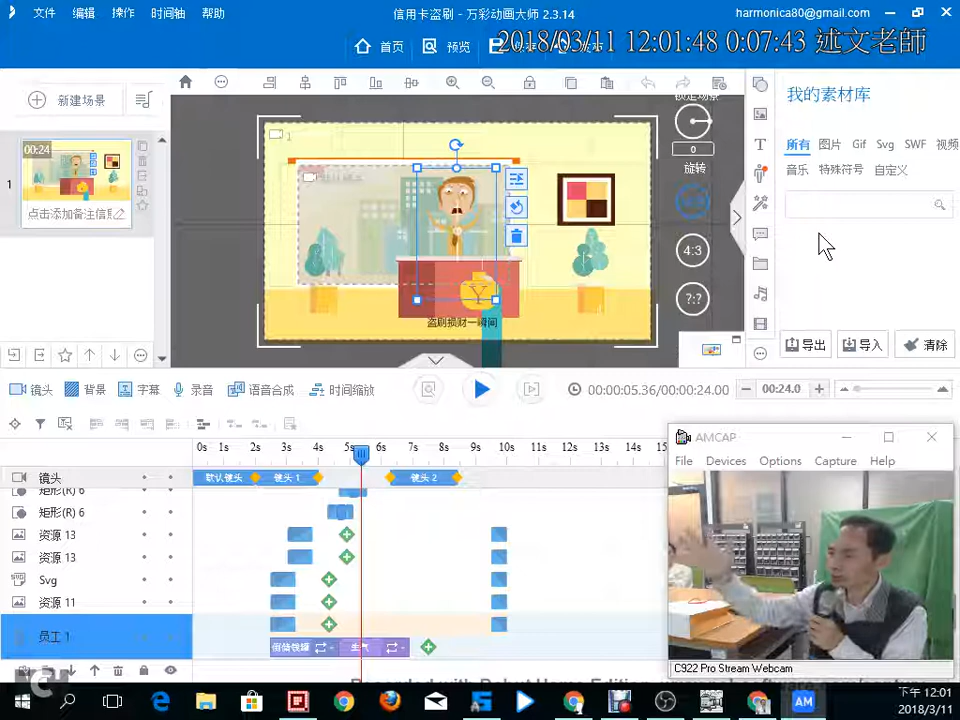 文件 编辑 操作 时间轴 帮助
信用卡盗刷 - 万彩动画大师 2.3.14
harmonica80@gmail.com
首页 预览
2018/03/11 12:01:48 0:07:43 述文老師
新建场景
我的素材库
所有 图片 Gif Svg SWF 视频
音乐 特殊符号 自定义
00:24
1
点击添加备注信息
1
盗刷损财一瞬间
0
旋转
4:3
?:?
导出 导入 清除
镜头 背景 字幕 录音 语音合成 时间缩放
00:00:05.36/00:00:24.00
00:24.0
0s 1s 2s 3s 4s 5s 7s 8s 9s 10s 11s 12s 13s 14s
镜头
默认镜头 镜头 1 镜头 2
矩形(R) 6
矩形(R) 6
资源 13
资源 13
Svg
资源 11
员工 1
生气
AMCAP
File Devices Options Capture Help
C922 Pro Stream Webcam
AM
下午 12:01
2018/3/11